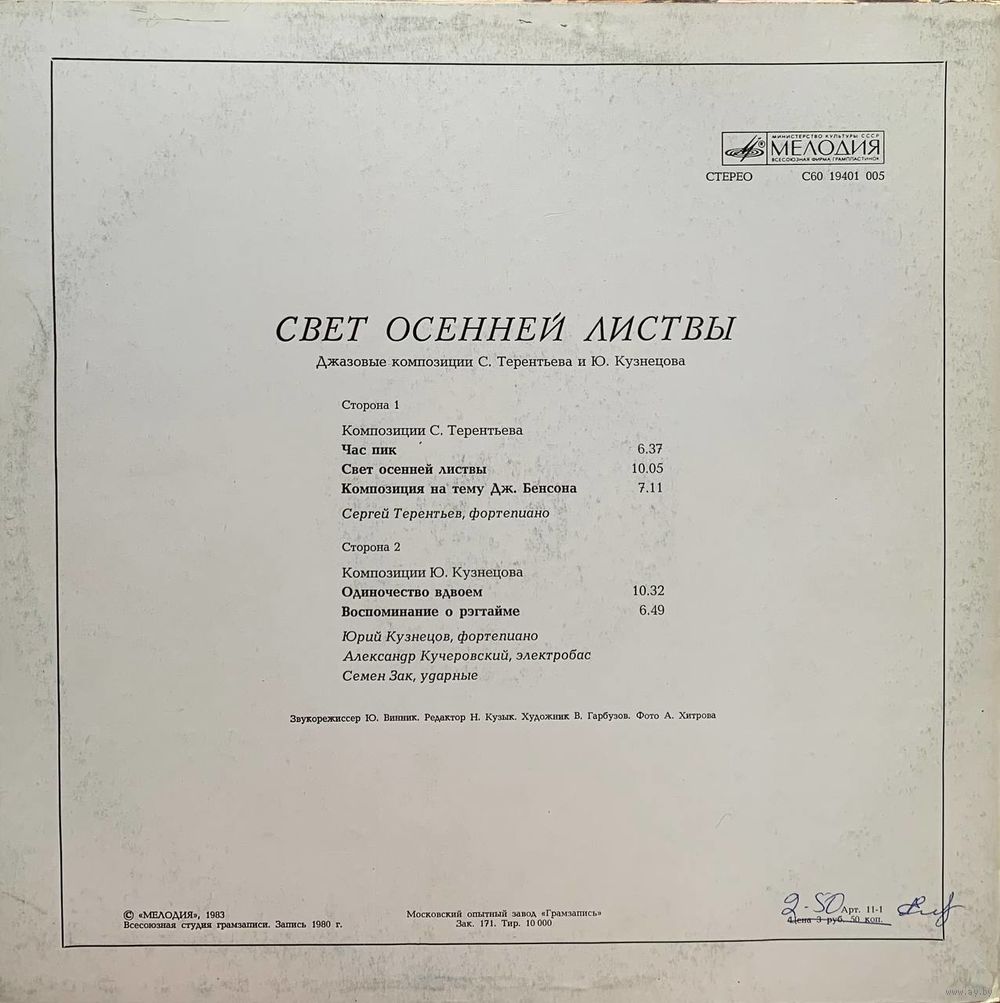 МИНИСТЕРСТВО КУЛЬТУРЫ СССР
МЕЛОДИЯ
ВСЕСОЮЗНАЯ ФИРМА ГРАМПЛАСТИНОК
СТЕРЕО С60 19401 005
СВЕТ ОСЕННЕЙ ЛИСТВЫ
Джазовые композиции С. Терентьева и Ю. Кузнецова
Сторона 1
Композиции С. Терентьева
Час пик 6.37
Свет осенней листвы 10.05
Композиция на тему Дж. Бенсона 7.11
Сергей Терентьев, фортепиано
Сторона 2
Композиции Ю. Кузнецова
Одиночество вдвоем 10.32
Воспоминание о рэгтайме 6.49
Юрий Кузнецов, фортепиано
Александр Кучеровский, электробас
Семен Зак, ударные
Звукорежиссер Ю. Винник. Редактор Н. Кузык. Художник В. Гарбузов. Фото А. Хитрова
© «МЕЛОДИЯ», 1983
Всесоюзная студия грамзаписи. Запись 1980 г.
Московский опытный завод «Грамзапись»
Зак. 171. Тир. 10 000
2-50 Арт. 11-1
Цена 3 руб. 50 коп.
www.ay.by